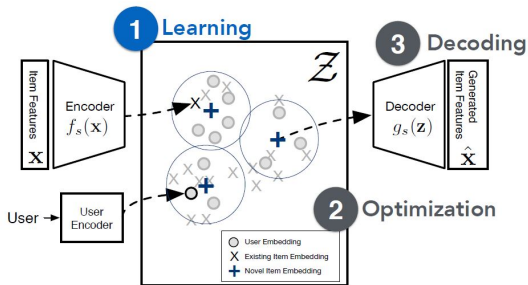 1 Learning
3 Decoding
Item Features
X
Encoder
f_s(x)
Z
Decoder
g_s(z)
Generated
Item Features
X̂
User
User
Encoder
2 Optimization
User Embedding
X Existing Item Embedding
+ Novel Item Embedding